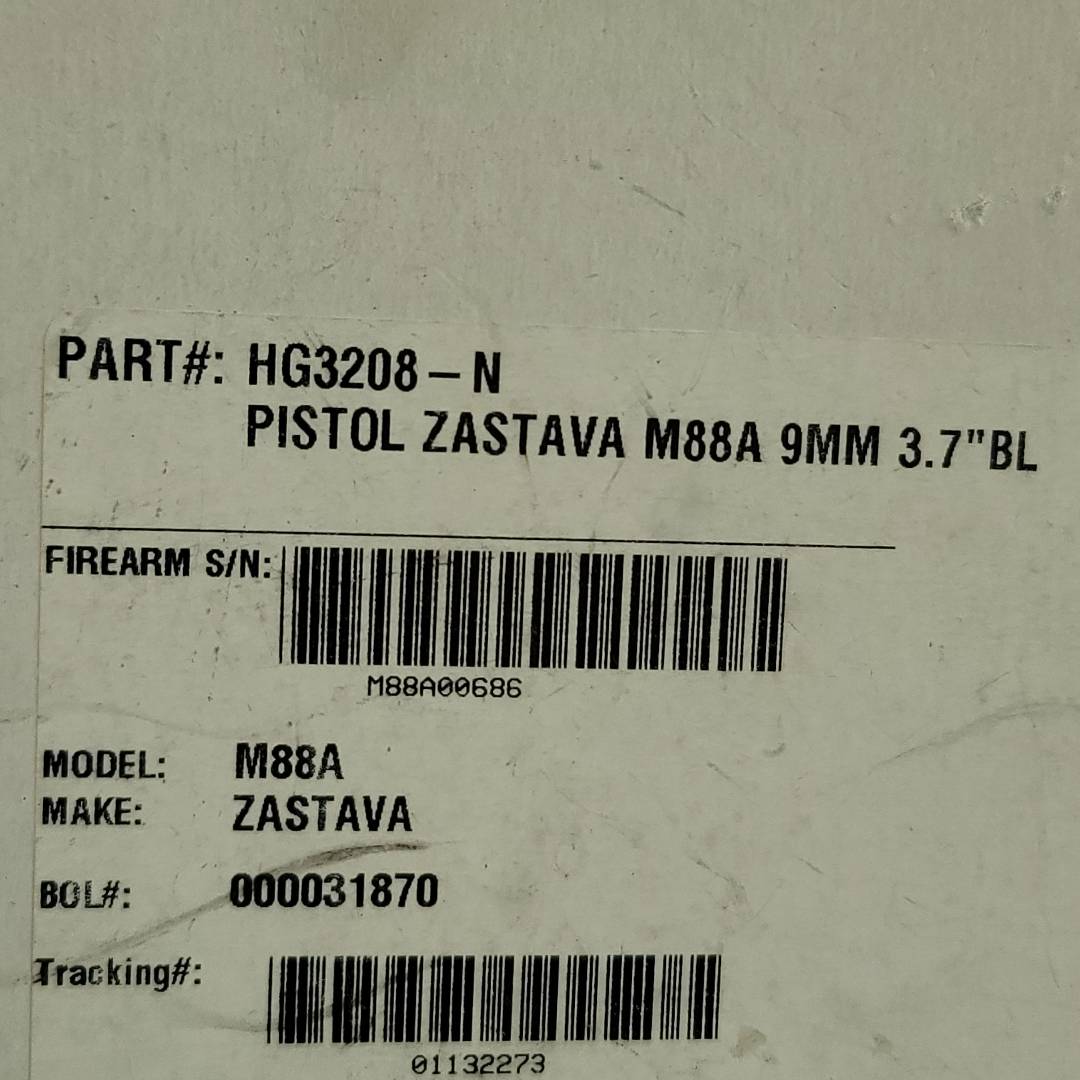 PART#: HG3208-N
PISTOL ZASTAVA M88A 9MM 3.7"BL
FIREARM S/N:
M88A00686
MODEL: M88A
MAKE: ZASTAVA
BOL#: 000031870
Tracking#:
01132273